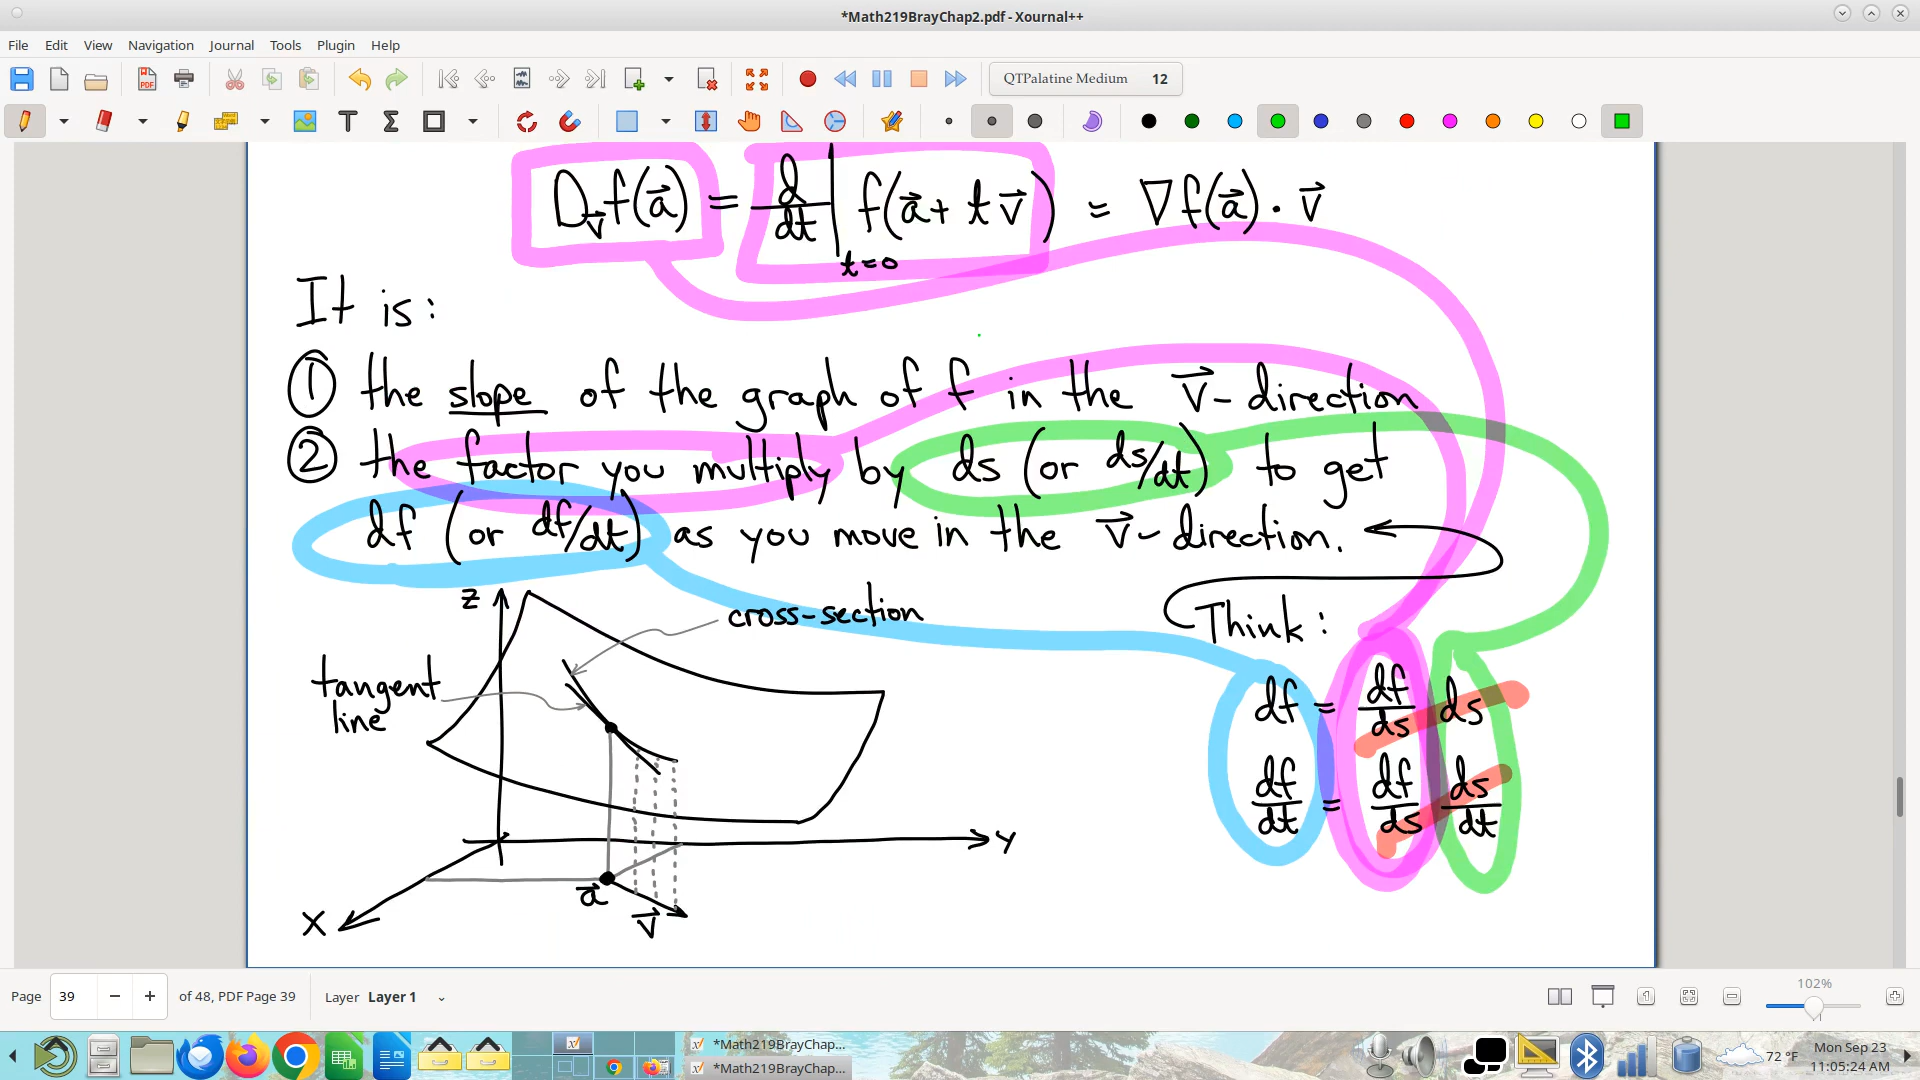 *Math219BrayChap2.pdf - Xournal++
File Edit View Navigation Journal Tools Plugin Help
QTPalatine Medium 12
D_v⃗ f(a⃗) = d/dt |_{t=0} f(a⃗ + t v⃗) = ∇f(a⃗) · v⃗
It is:
① the slope of the graph of f in the v⃗-direction
② the factor you multiply by ds (or ds/dt) to get
df (or df/dt) as you move in the v⃗-direction.
Think:
df = df/ds ds
df/dt = df/ds ds/dt
z
cross-section
tangent
line
y
a⃗
v⃗
x
Page 39 of 48, PDF Page 39 Layer Layer 1
102%
*Math219BrayChap...
*Math219BrayChap...
72 °F
Mon Sep 23
11:05:24 AM